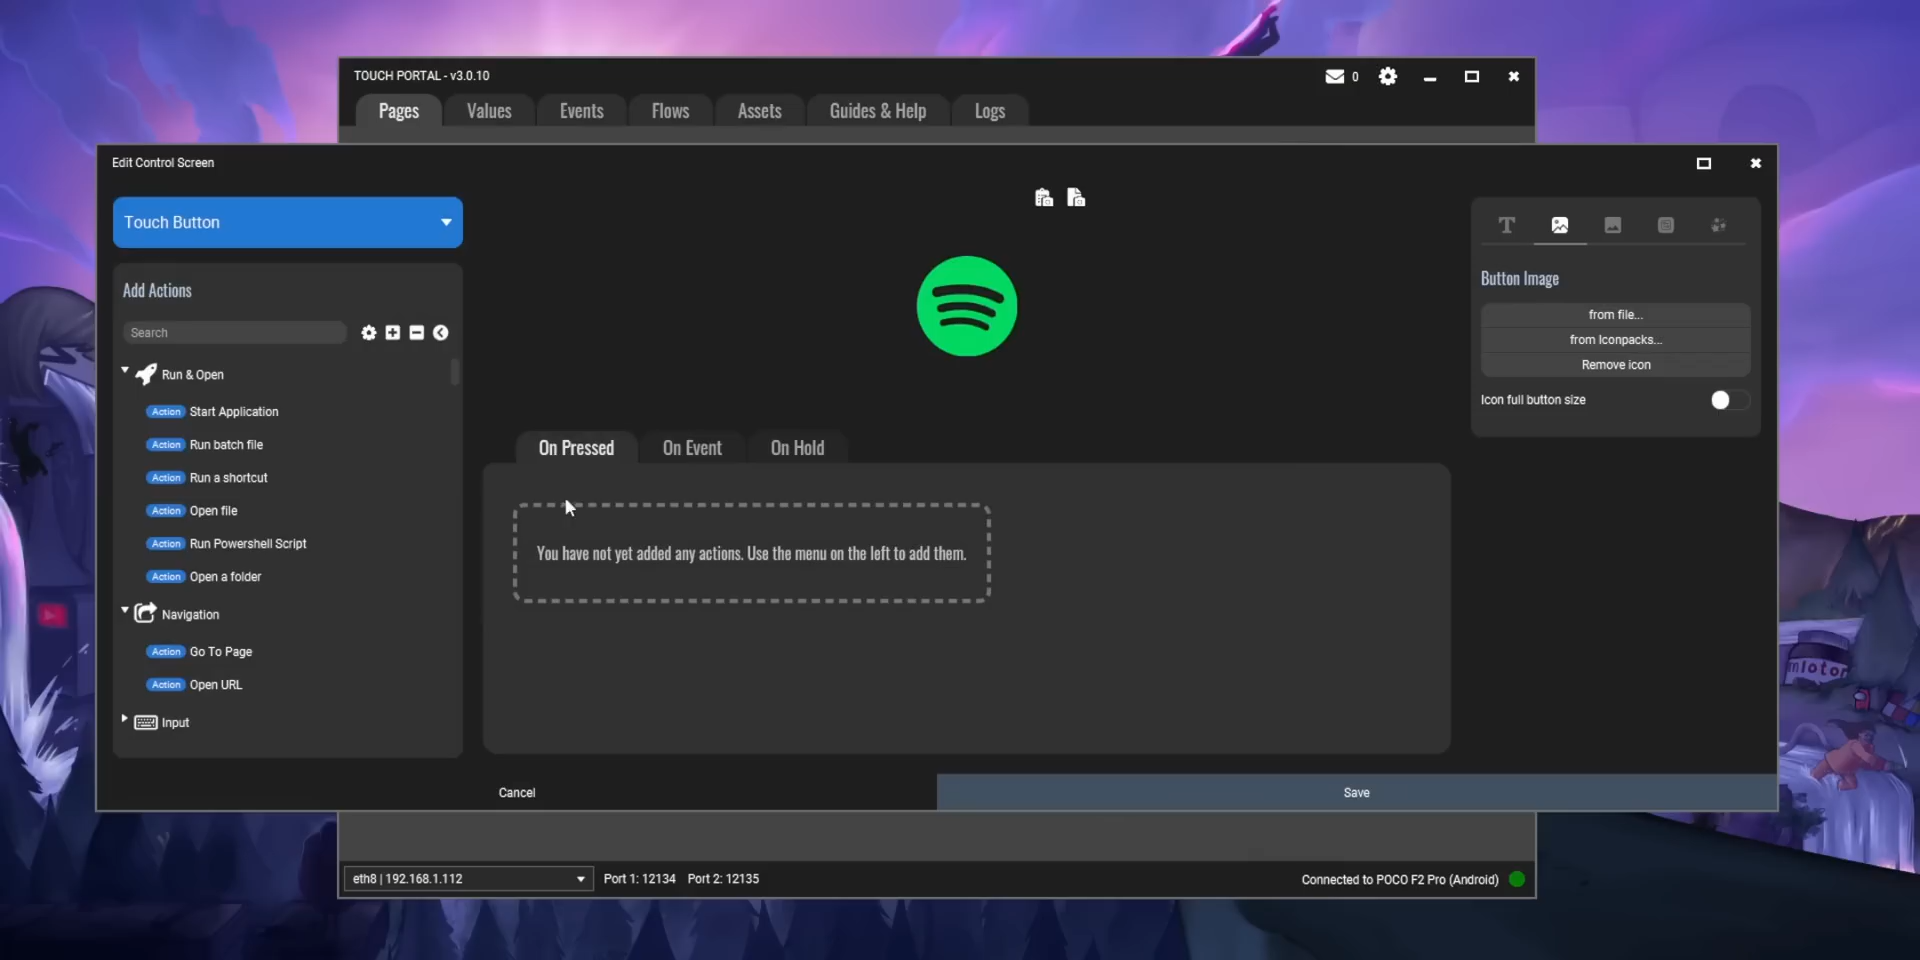 TOUCH PORTAL - v3.0.10
0
Pages
Values
Events
Flows
Assets
Guides & Help
Logs
Edit Control Screen
Touch Button
Add Actions
Search
Run & Open
Action Start Application
Action Run batch file
Action Run a shortcut
Action Open file
Action Run Powershell Script
Action Open a folder
Navigation
Action Go To Page
Action Open URL
Input
On Pressed
On Event
On Hold
You have not yet added any actions. Use the menu on the left to add them.
T
Button Image
from file...
from Iconpacks...
Remove icon
Icon full button size
Cancel
Save
eth8 | 192.168.1.112
Port 1: 12134
Port 2: 12135
Connected to POCO F2 Pro (Android)